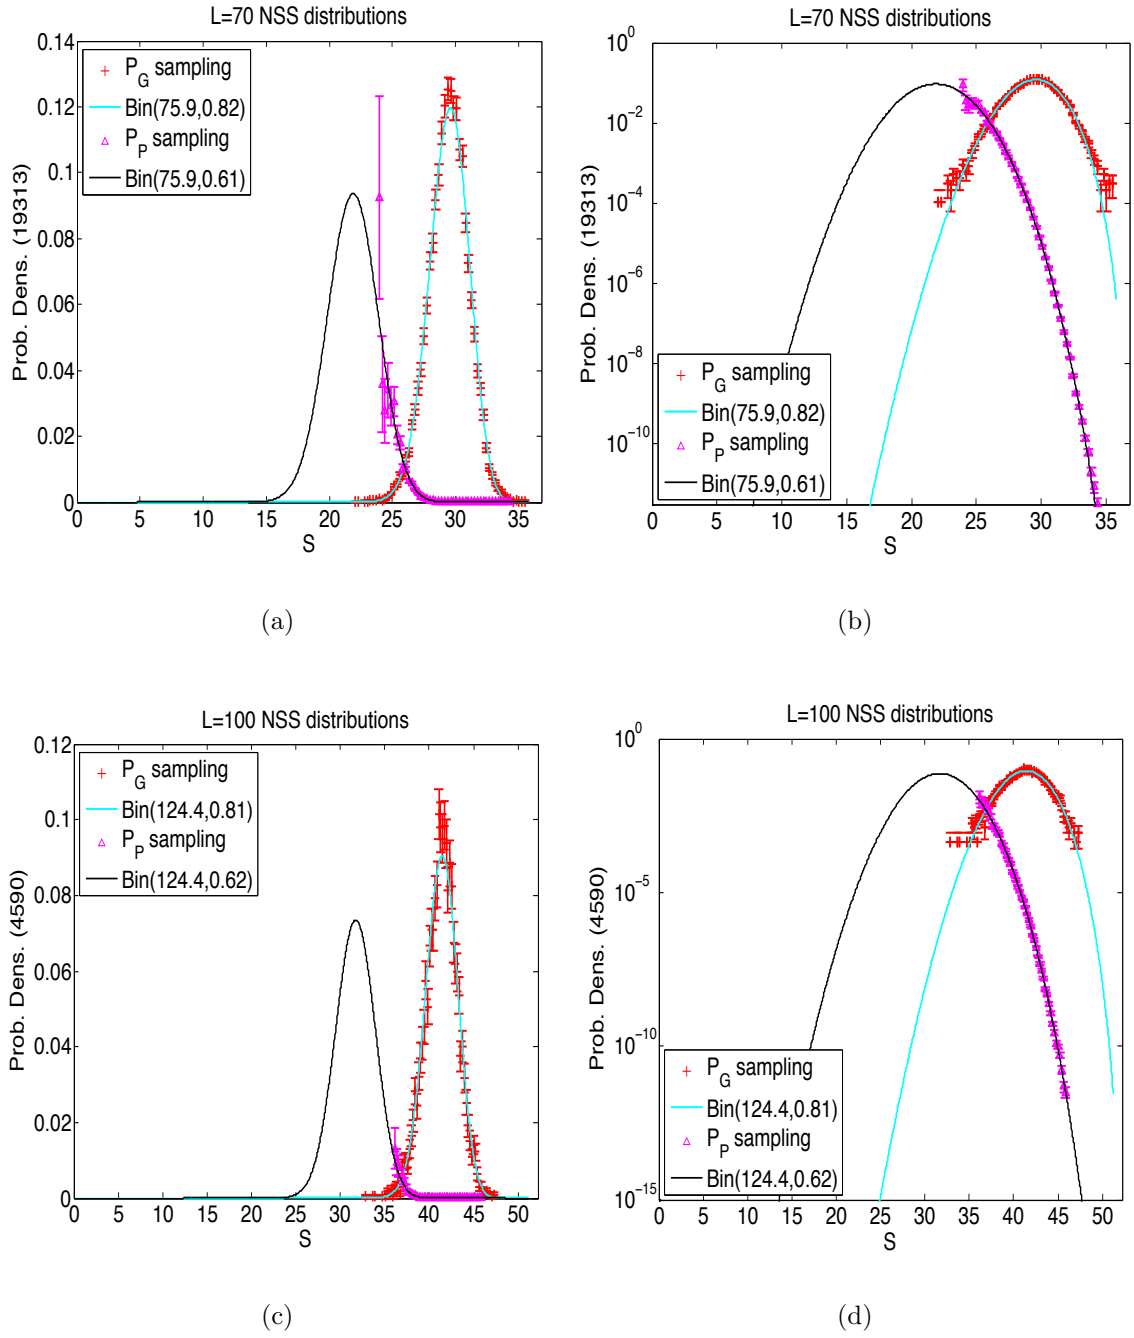 L=70 NSS distributions
Prob. Dens. (19313)
0.14
0.12
0.1
0.08
0.06
0.04
0.02
0
P_G sampling
Bin(75.9,0.82)
P_P sampling
Bin(75.9,0.61)
0 5 10 15 20 25 30 35
S
(a)
L=70 NSS distributions
Prob. Dens. (19313)
10^0
10^−2
10^−4
10^−6
10^−8
10^−10
P_G sampling
Bin(75.9,0.82)
P_P sampling
Bin(75.9,0.61)
0 5 10 15 20 25 30 35
S
(b)
L=100 NSS distributions
Prob. Dens. (4590)
0.12
0.1
0.08
0.06
0.04
0.02
0
P_G sampling
Bin(124.4,0.81)
P_P sampling
Bin(124.4,0.62)
0 5 10 15 20 25 30 35 40 45 50
S
(c)
L=100 NSS distributions
Prob. Dens. (4590)
10^0
10^−5
10^−10
10^−15
P_G sampling
Bin(124.4,0.81)
P_P sampling
Bin(124.4,0.62)
0 5 10 15 20 25 30 35 40 45 50
S
(d)